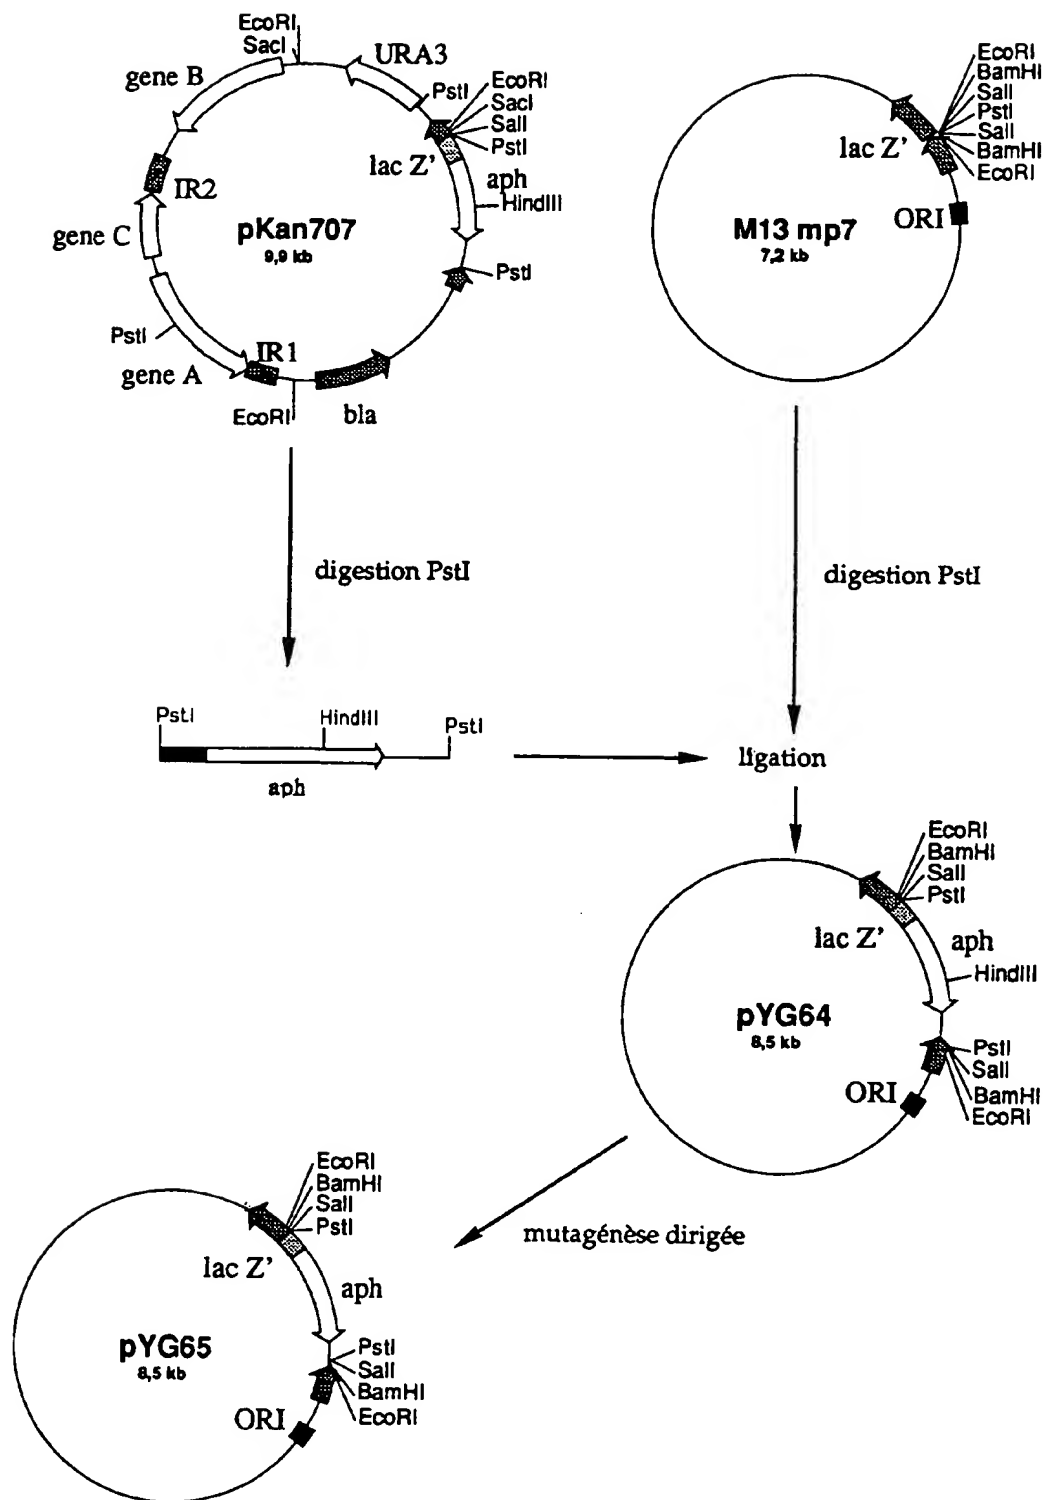 EcoRI
SacI
gene B
URA3
PstI
EcoRI
SacI
SalI
PstI
lac Z'
aph
HindIII
IR2
gene C
pKan707
9,9 kb
PstI
PstI
gene A
IR1
EcoRI
bla
EcoRI
BamHI
SalI
PstI
SalI
BamHI
EcoRI
lac Z'
ORI
M13 mp7
7,2 kb
digestion PstI
digestion PstI
PstI
HindIII
PstI
aph
ligation
EcoRI
BamHI
SalI
PstI
lac Z'
aph
HindIII
pYG64
8,5 kb
PstI
SalI
BamHI
EcoRI
ORI
mutagénèse dirigée
EcoRI
BamHI
SalI
PstI
lac Z'
aph
pYG65
8,5 kb
PstI
SalI
BamHI
EcoRI
ORI